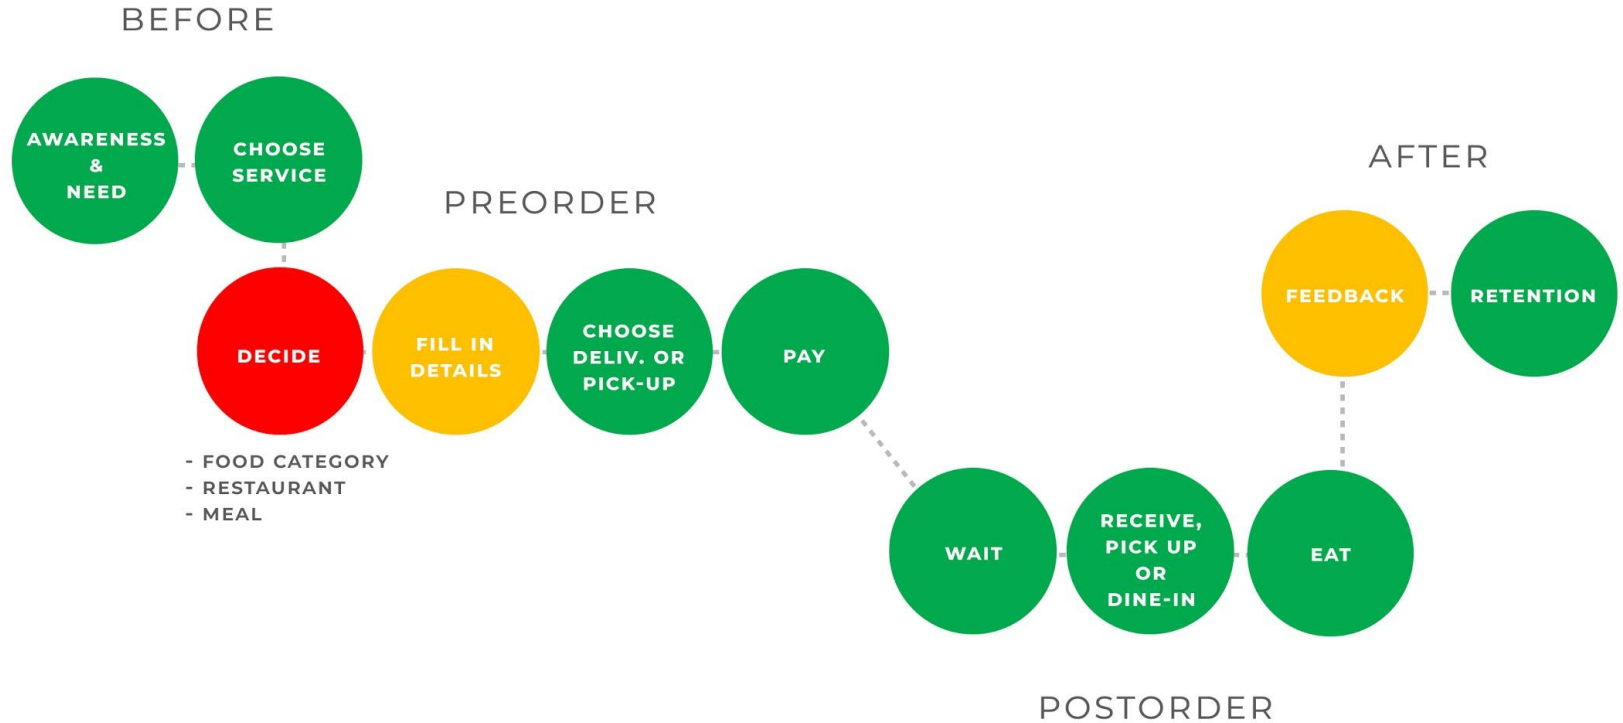 BEFORE
AWARENESS
&
NEED
CHOOSE
SERVICE
PREORDER
DECIDE
- FOOD CATEGORY
- RESTAURANT
- MEAL
FILL IN
DETAILS
CHOOSE
DELIV. OR
PICK-UP
PAY
WAIT
RECEIVE,
PICK UP
OR
DINE-IN
EAT
POSTORDER
AFTER
FEEDBACK
RETENTION